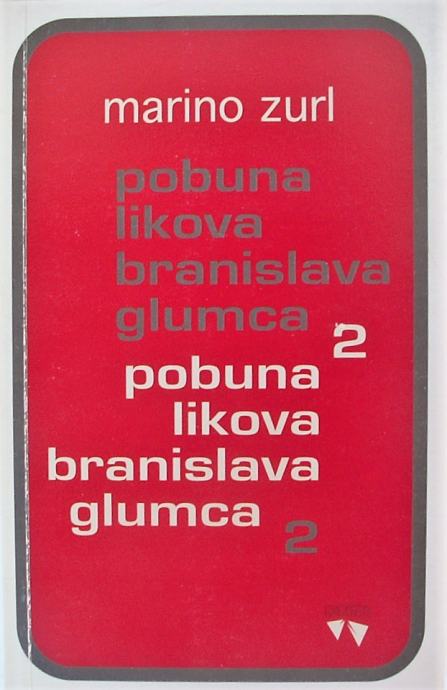 marino zurl
pobuna
likova
branislava
glumca
2
pobuna
likova
branislava
glumca
2